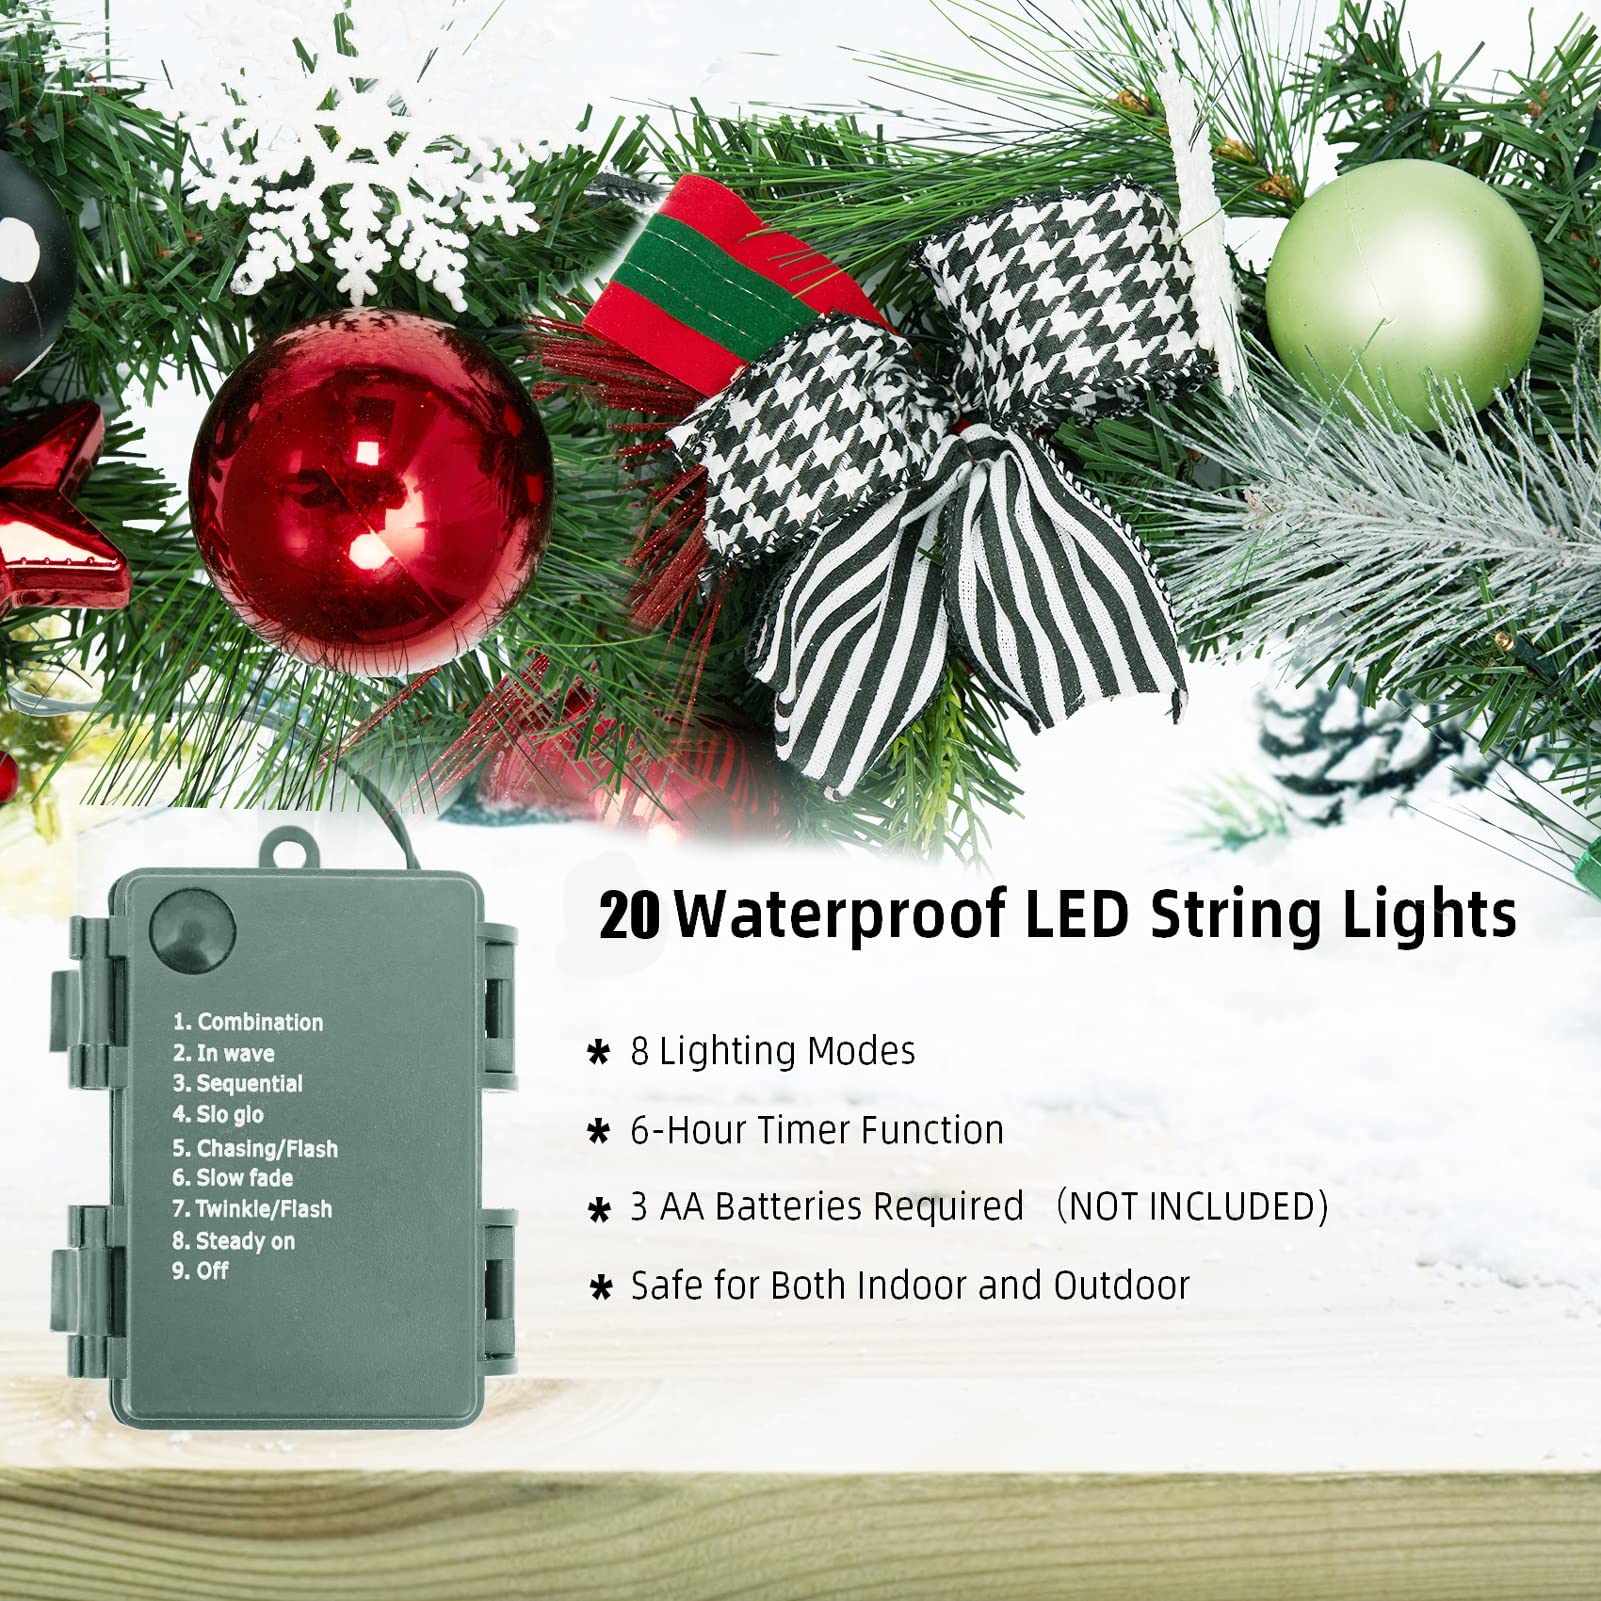 20 Waterproof LED String Lights
* 8 Lighting Modes
* 6-Hour Timer Function
* 3 AA Batteries Required （NOT INCLUDED)
* Safe for Both Indoor and Outdoor
1. Combination
2. In wave
3. Sequential
4. Slo glo
5. Chasing/Flash
6. Slow fade
7. Twinkle/Flash
8. Steady on
9. Off